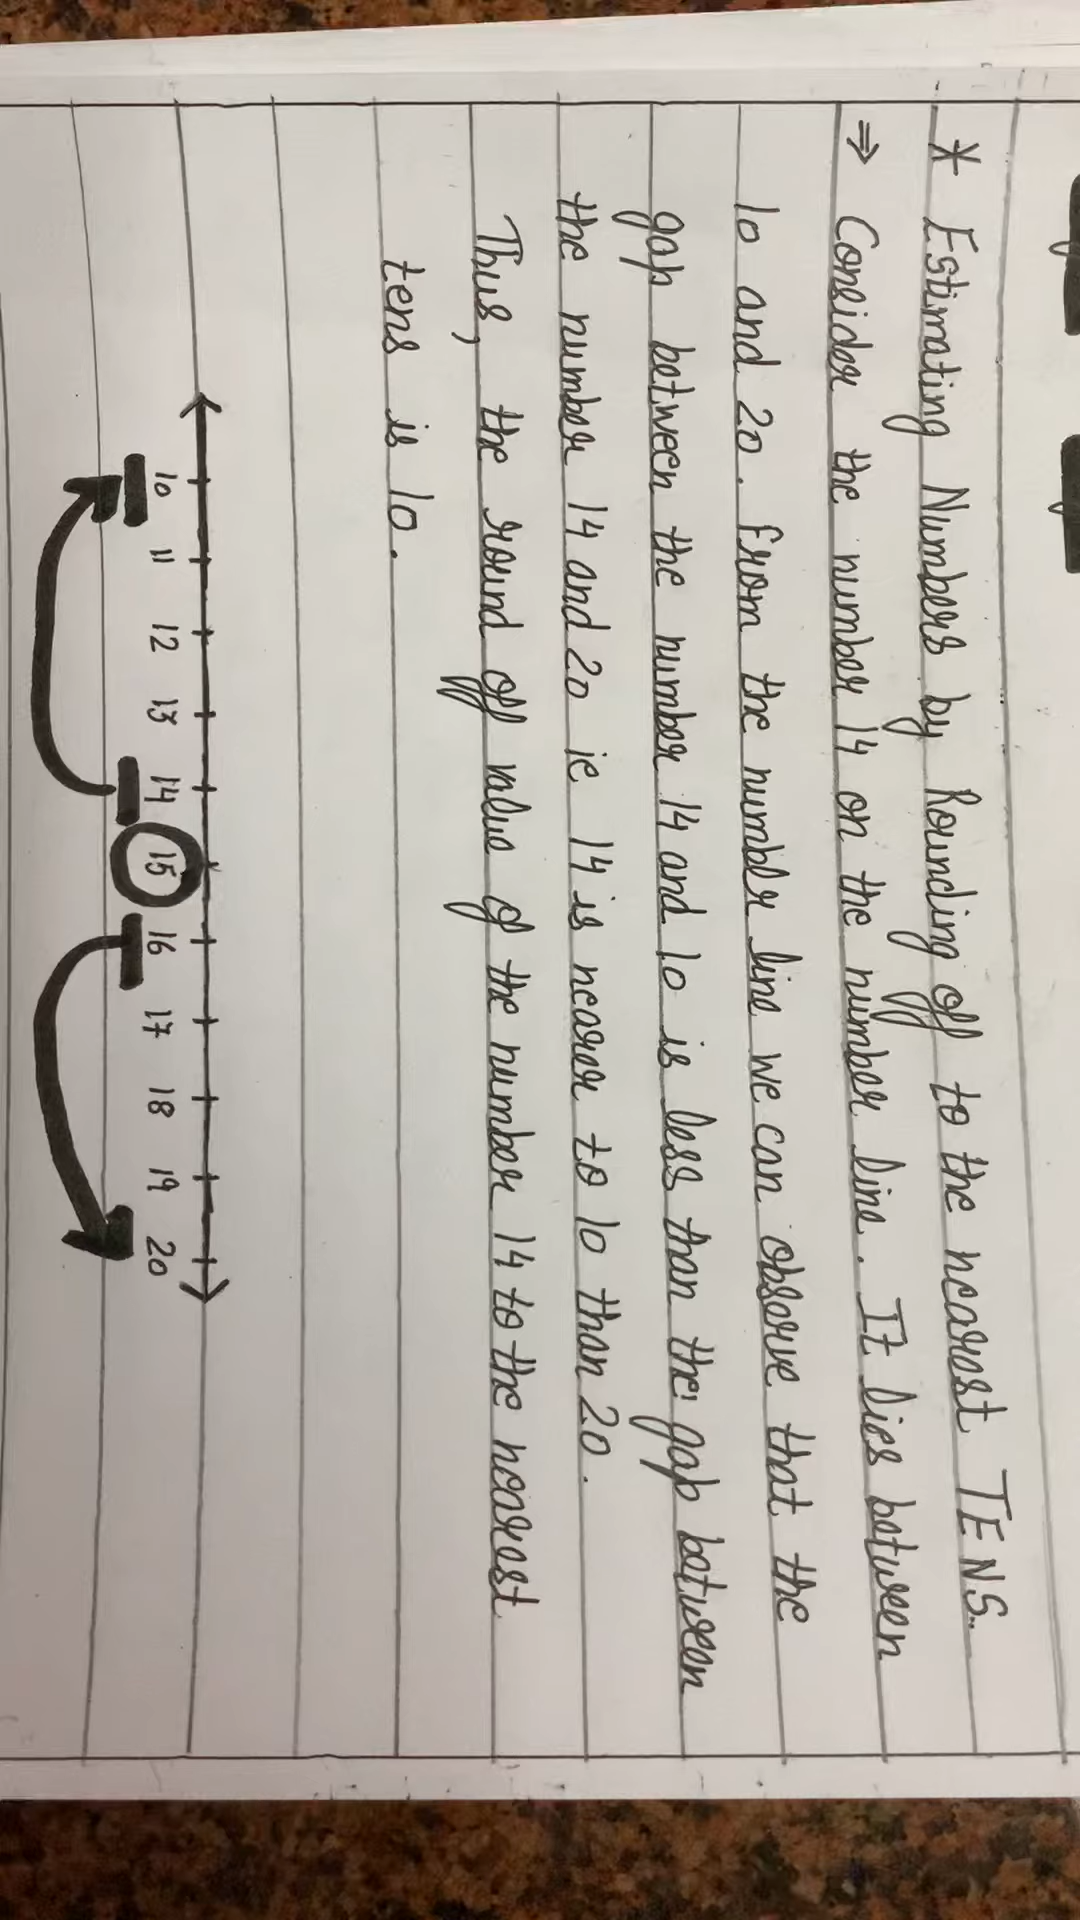 * Estimating Numbers by Rounding off to the nearest TENS.
⇒ Consider the number 14 on the number line. It lies between
10 and 20. From the number line we can observe that the
gap between the number 14 and 10 is less than the gap between
the number 14 and 20 ie 14 is nearer to 10 than 20.
Thus, the round off value of the number 14 to the nearest
tens is 10.
10 11 12 13 14 15 16 17 18 19 20